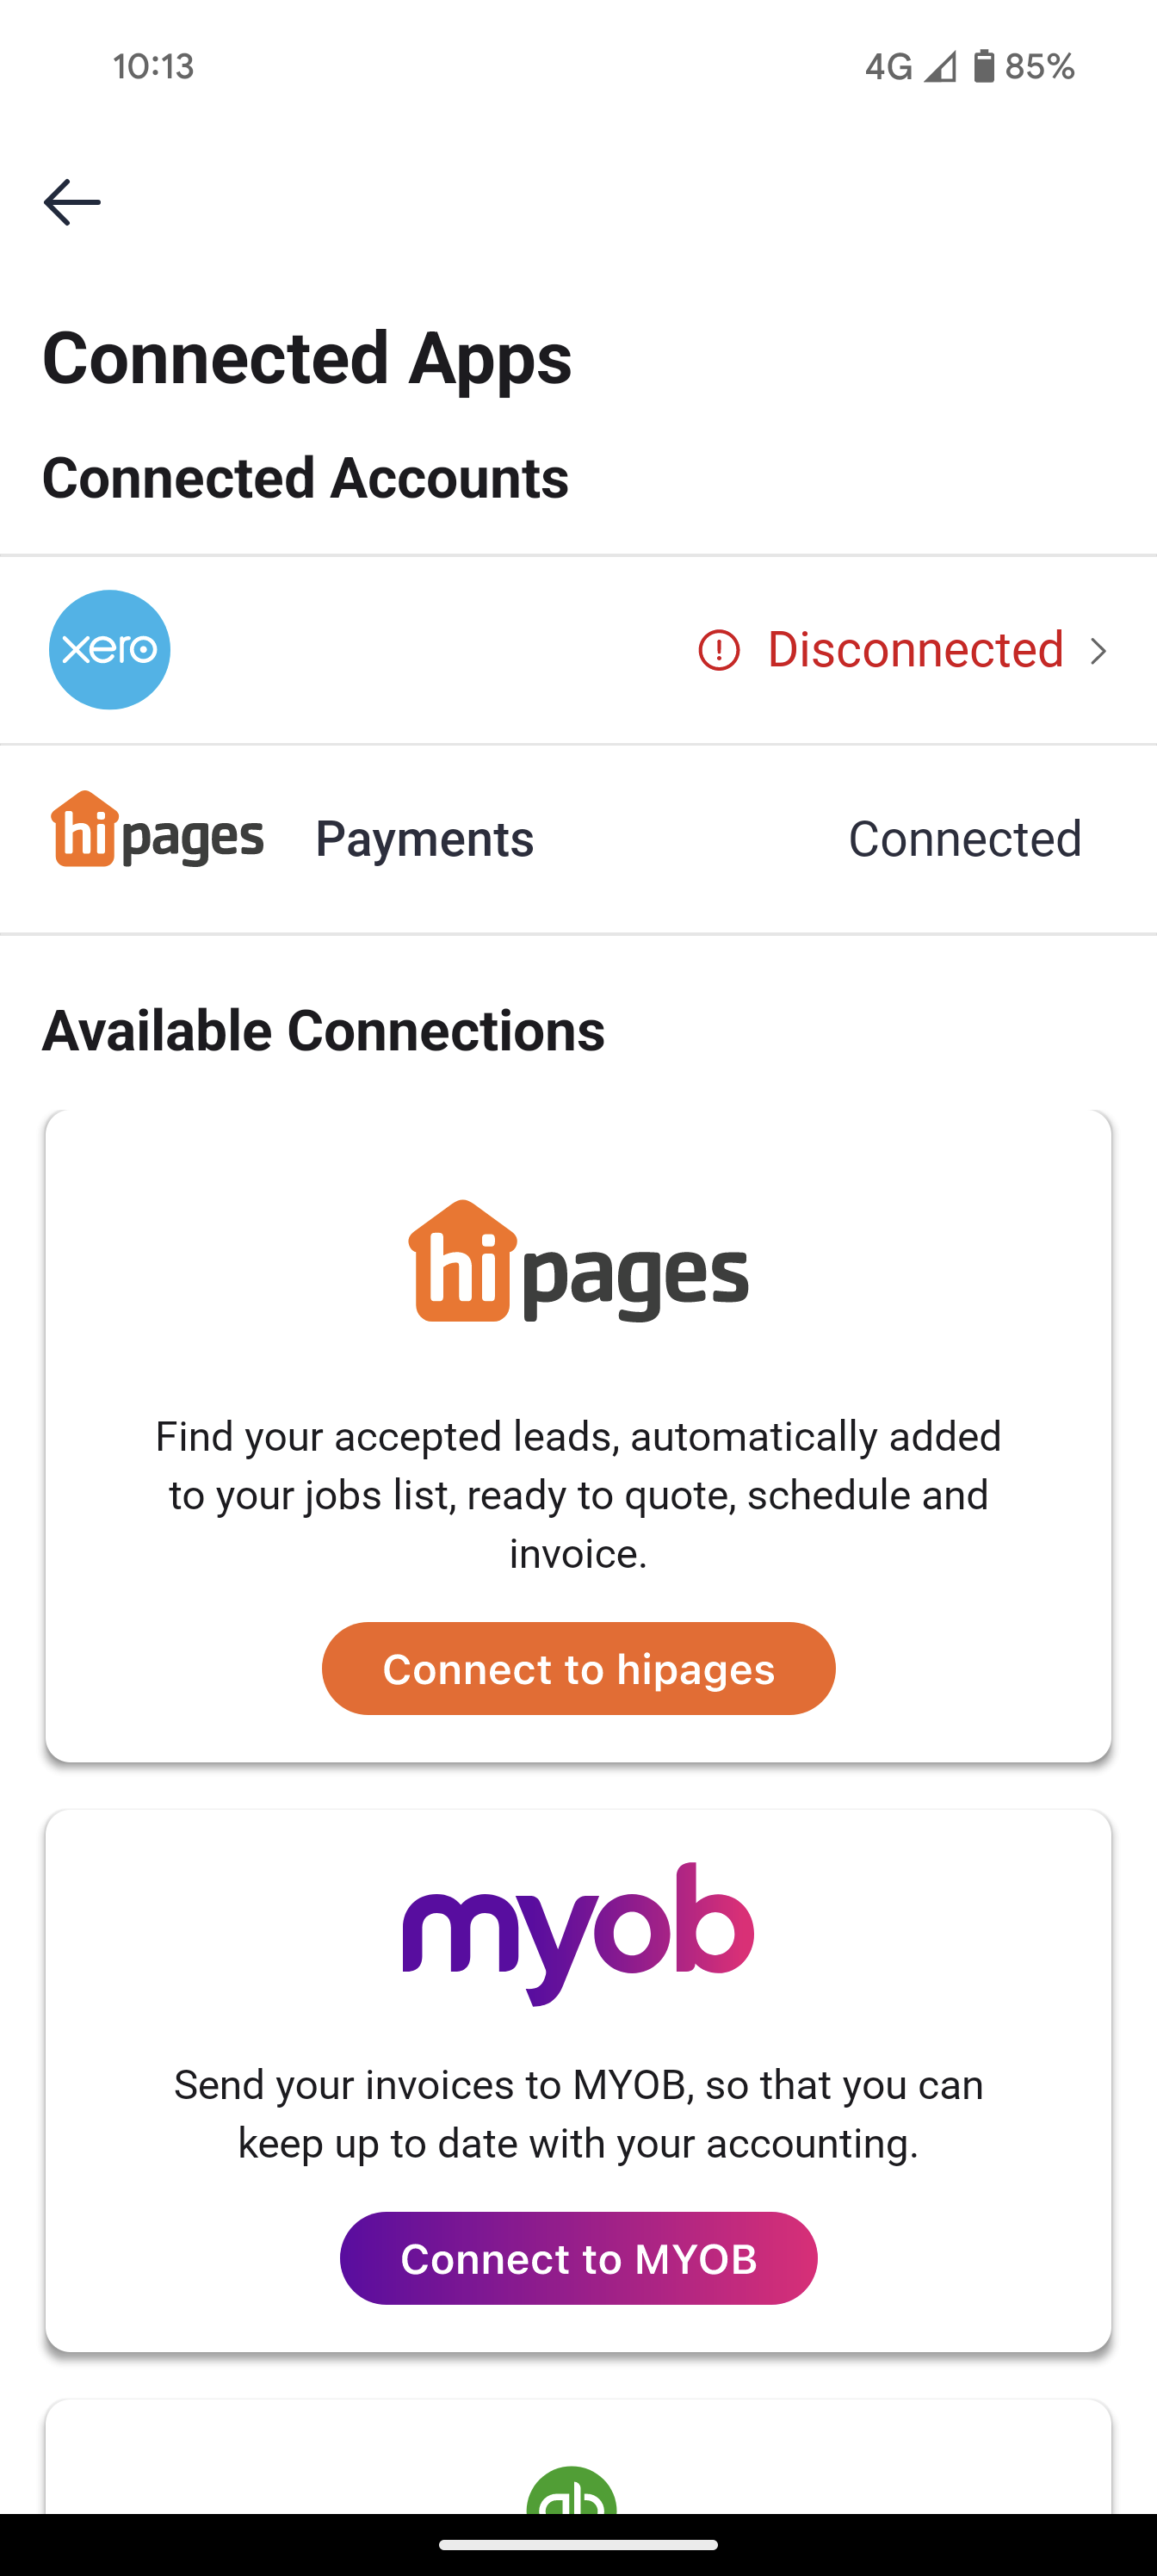 10:13 4G 85%
Connected Apps
Connected Accounts
xero Disconnected
hipages Payments Connected
Available Connections
hipages
Find your accepted leads, automatically added
to your jobs list, ready to quote, schedule and
invoice.
Connect to hipages
myob
Send your invoices to MYOB, so that you can
keep up to date with your accounting.
Connect to MYOB
qb